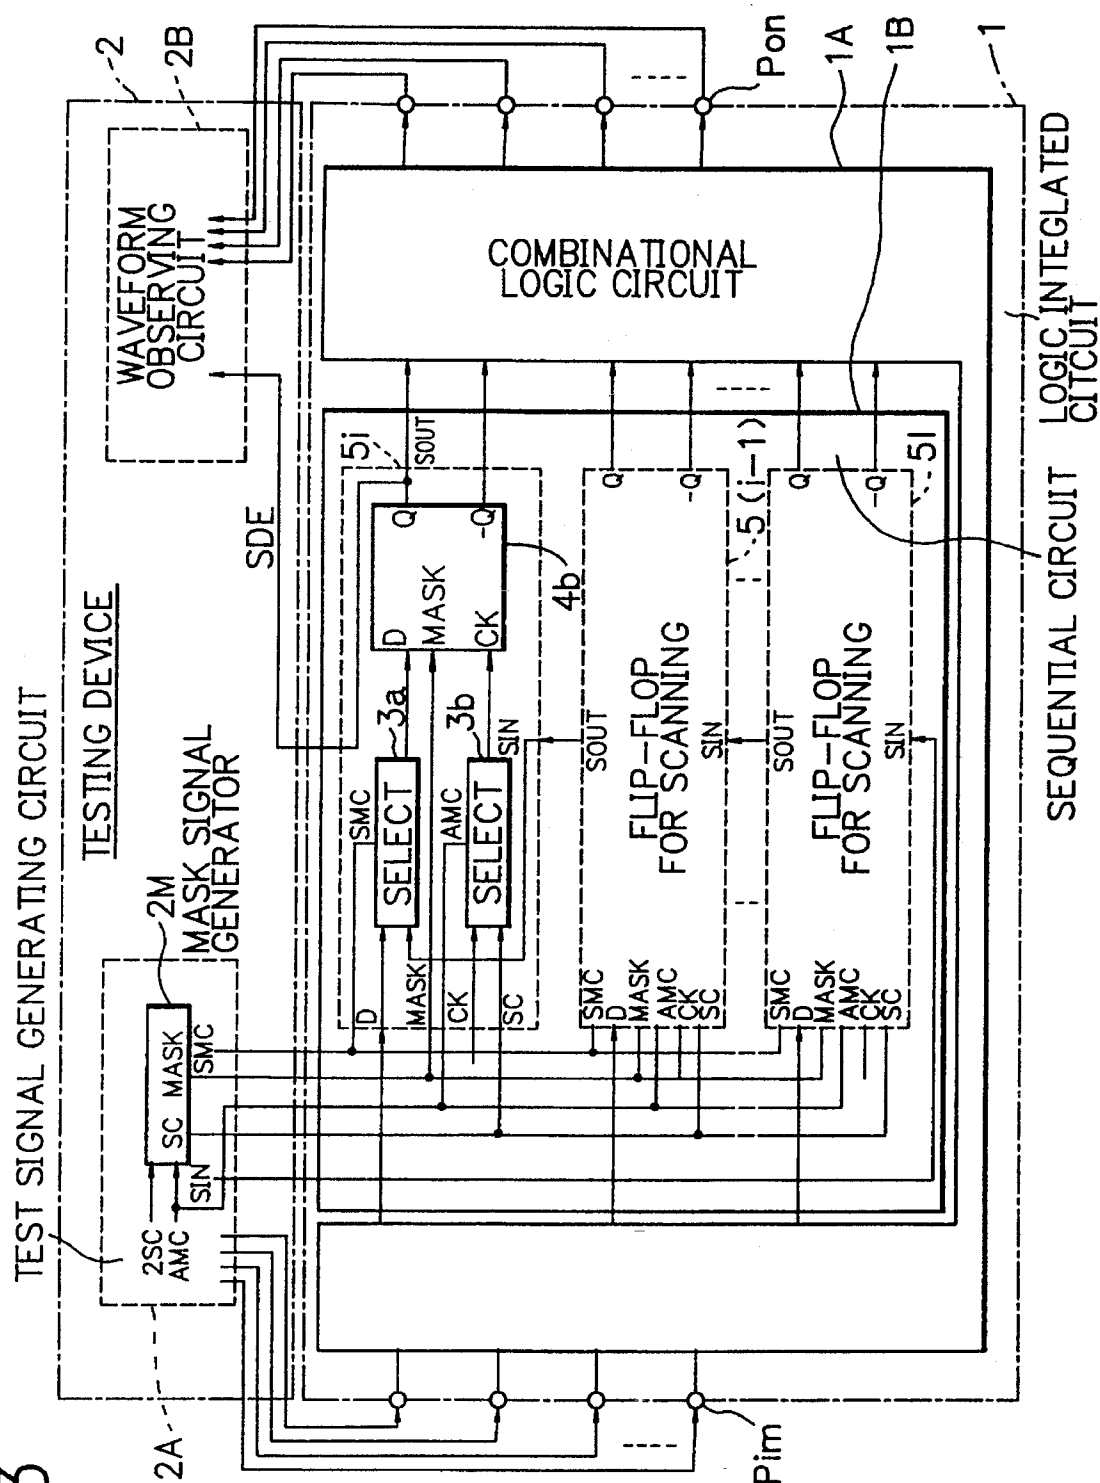 3
TEST SIGNAL GENERATING CIRCUIT
TESTING DEVICE
2
2A
2B
2M
MASK SIGNAL
GENERATOR
2SC
AMC
SC MASK
SIN
SMC
SDE
WAVEFORM
OBSERVING
CIRCUIT
Pim
Pon
1A
1B
1
COMBINATIONAL
LOGIC CIRCUIT
LOGIC INTEGLATED
CITCUIT
SEQUENTIAL CIRCUIT
5i
SOUT
D
MASK
CK
SC
SMC
SELECT
3a
AMC
SELECT
3b
SIN
D
MASK
CK
Q
-Q
4b
SMC
D
MASK
AMC
CK
SC
SOUT
FLIP-FLOP
FOR SCANNING
SIN
Q
-Q
5(i-1)
SMC
D
MASK
AMC
CK
SC
SOUT
FLIP-FLOP
FOR SCANNING
SIN
Q
-Q
5l